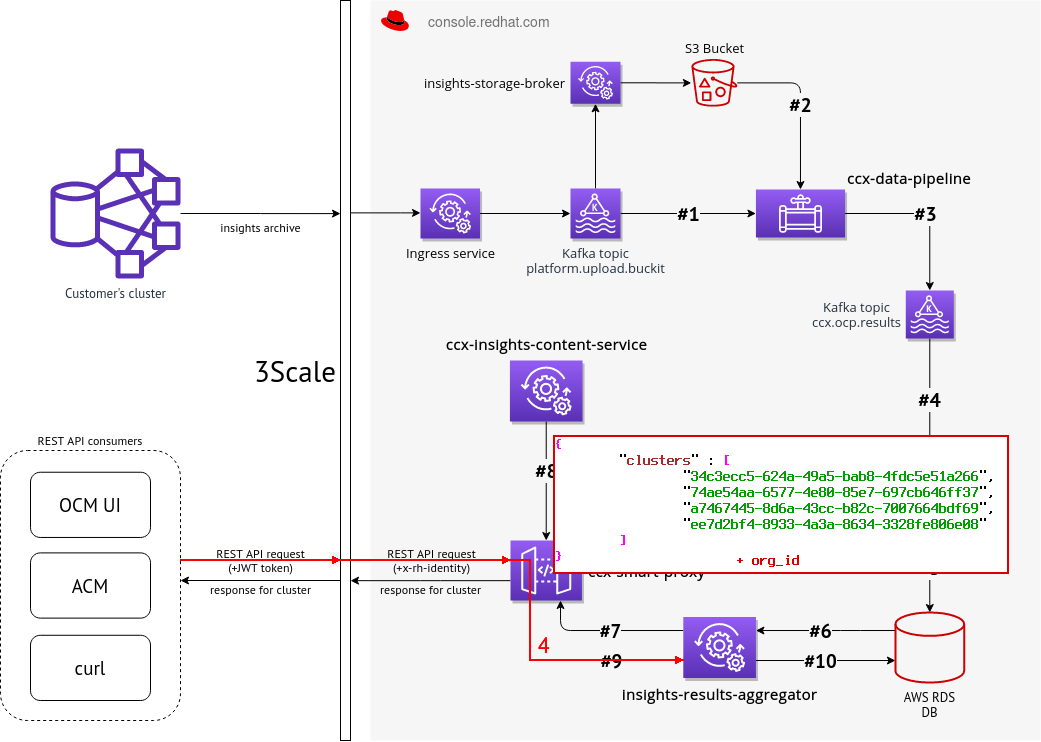 console.redhat.com
S3 Bucket
insights-storage-broker
#2
ccx-data-pipeline
#1
#3
insights archive
Ingress service
Kafka topic
platform.upload.buckit
Customer's cluster
Kafka topic
ccx.ocp.results
ccx-insights-content-service
3Scale
#4
REST API consumers
{
"clusters" : [
"34c3ecc5-624a-49a5-bab8-4fdc5e51a266",
"74ae54aa-6577-4e80-85e7-697cb646ff37",
"a7467445-8d6a-43cc-b82c-7007664bdf69",
"ee7d2bf4-8933-4a3a-8634-3328fe806e08"
]
}
+ org_id
#8
OCM UI
REST API request
(+JWT token)
REST API request
(+x-rh-identity)
ccx-smart-proxy
response for cluster
response for cluster
ACM
curl
#7
#6
4
#9
#10
insights-results-aggregator
AWS RDS
DB